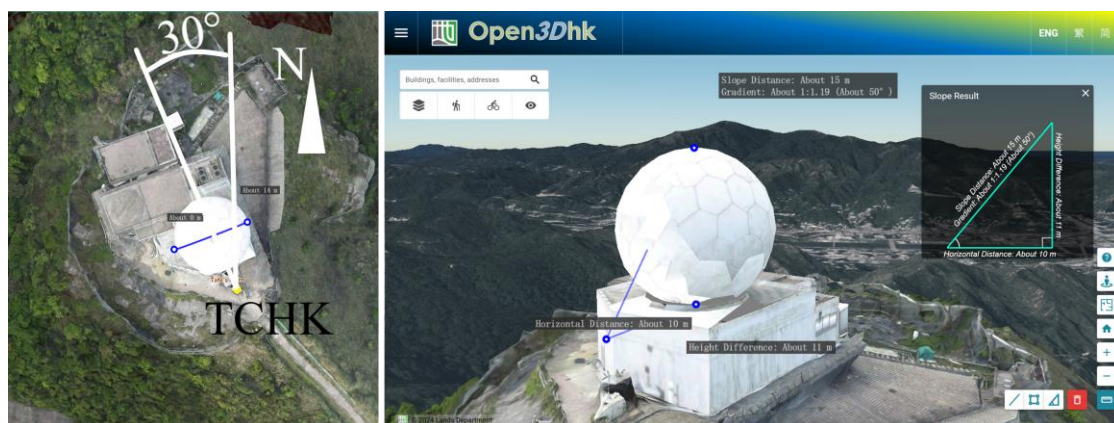 30°
N
About 14 m
TCHK
Open3Dhk
ENG
繁
简
Buildings, facilities, addresses
Slope Distance: About 15 m
Gradient: About 1:1.19 (About 50°)
Slope Result
Slope Distance: About 15 m
Gradient: About 1:1.19 (About 50°)
Height Difference: About 11 m
Horizontal Distance: About 10 m
Horizontal Distance: About 10 m
Height Difference: About 11 m
© 2024 Lands Department